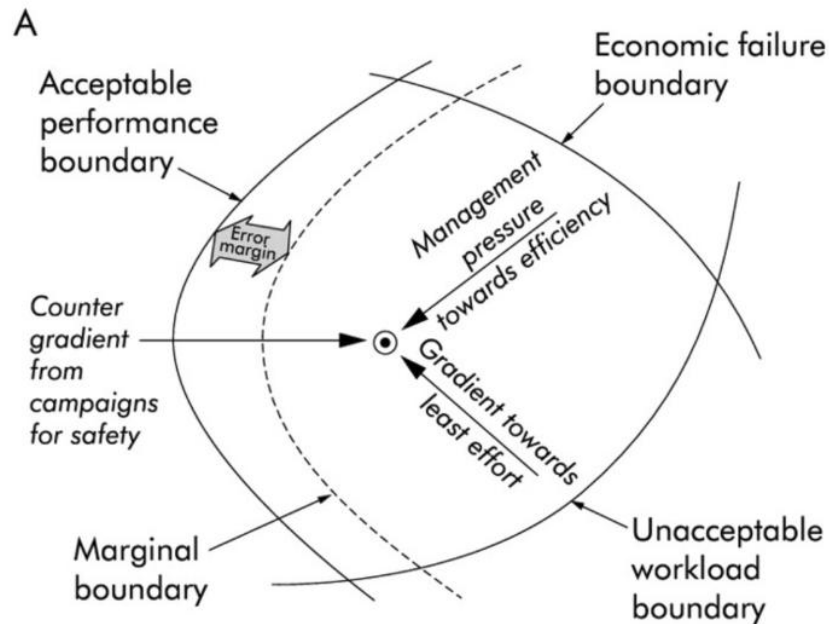 A
Economic failure
boundary
Acceptable
performance
boundary
Management
pressure
towards efficiency
Error
margin
Counter
gradient
from
campaigns
for safety
Gradient towards
least effort
Marginal
boundary
Unacceptable
workload
boundary